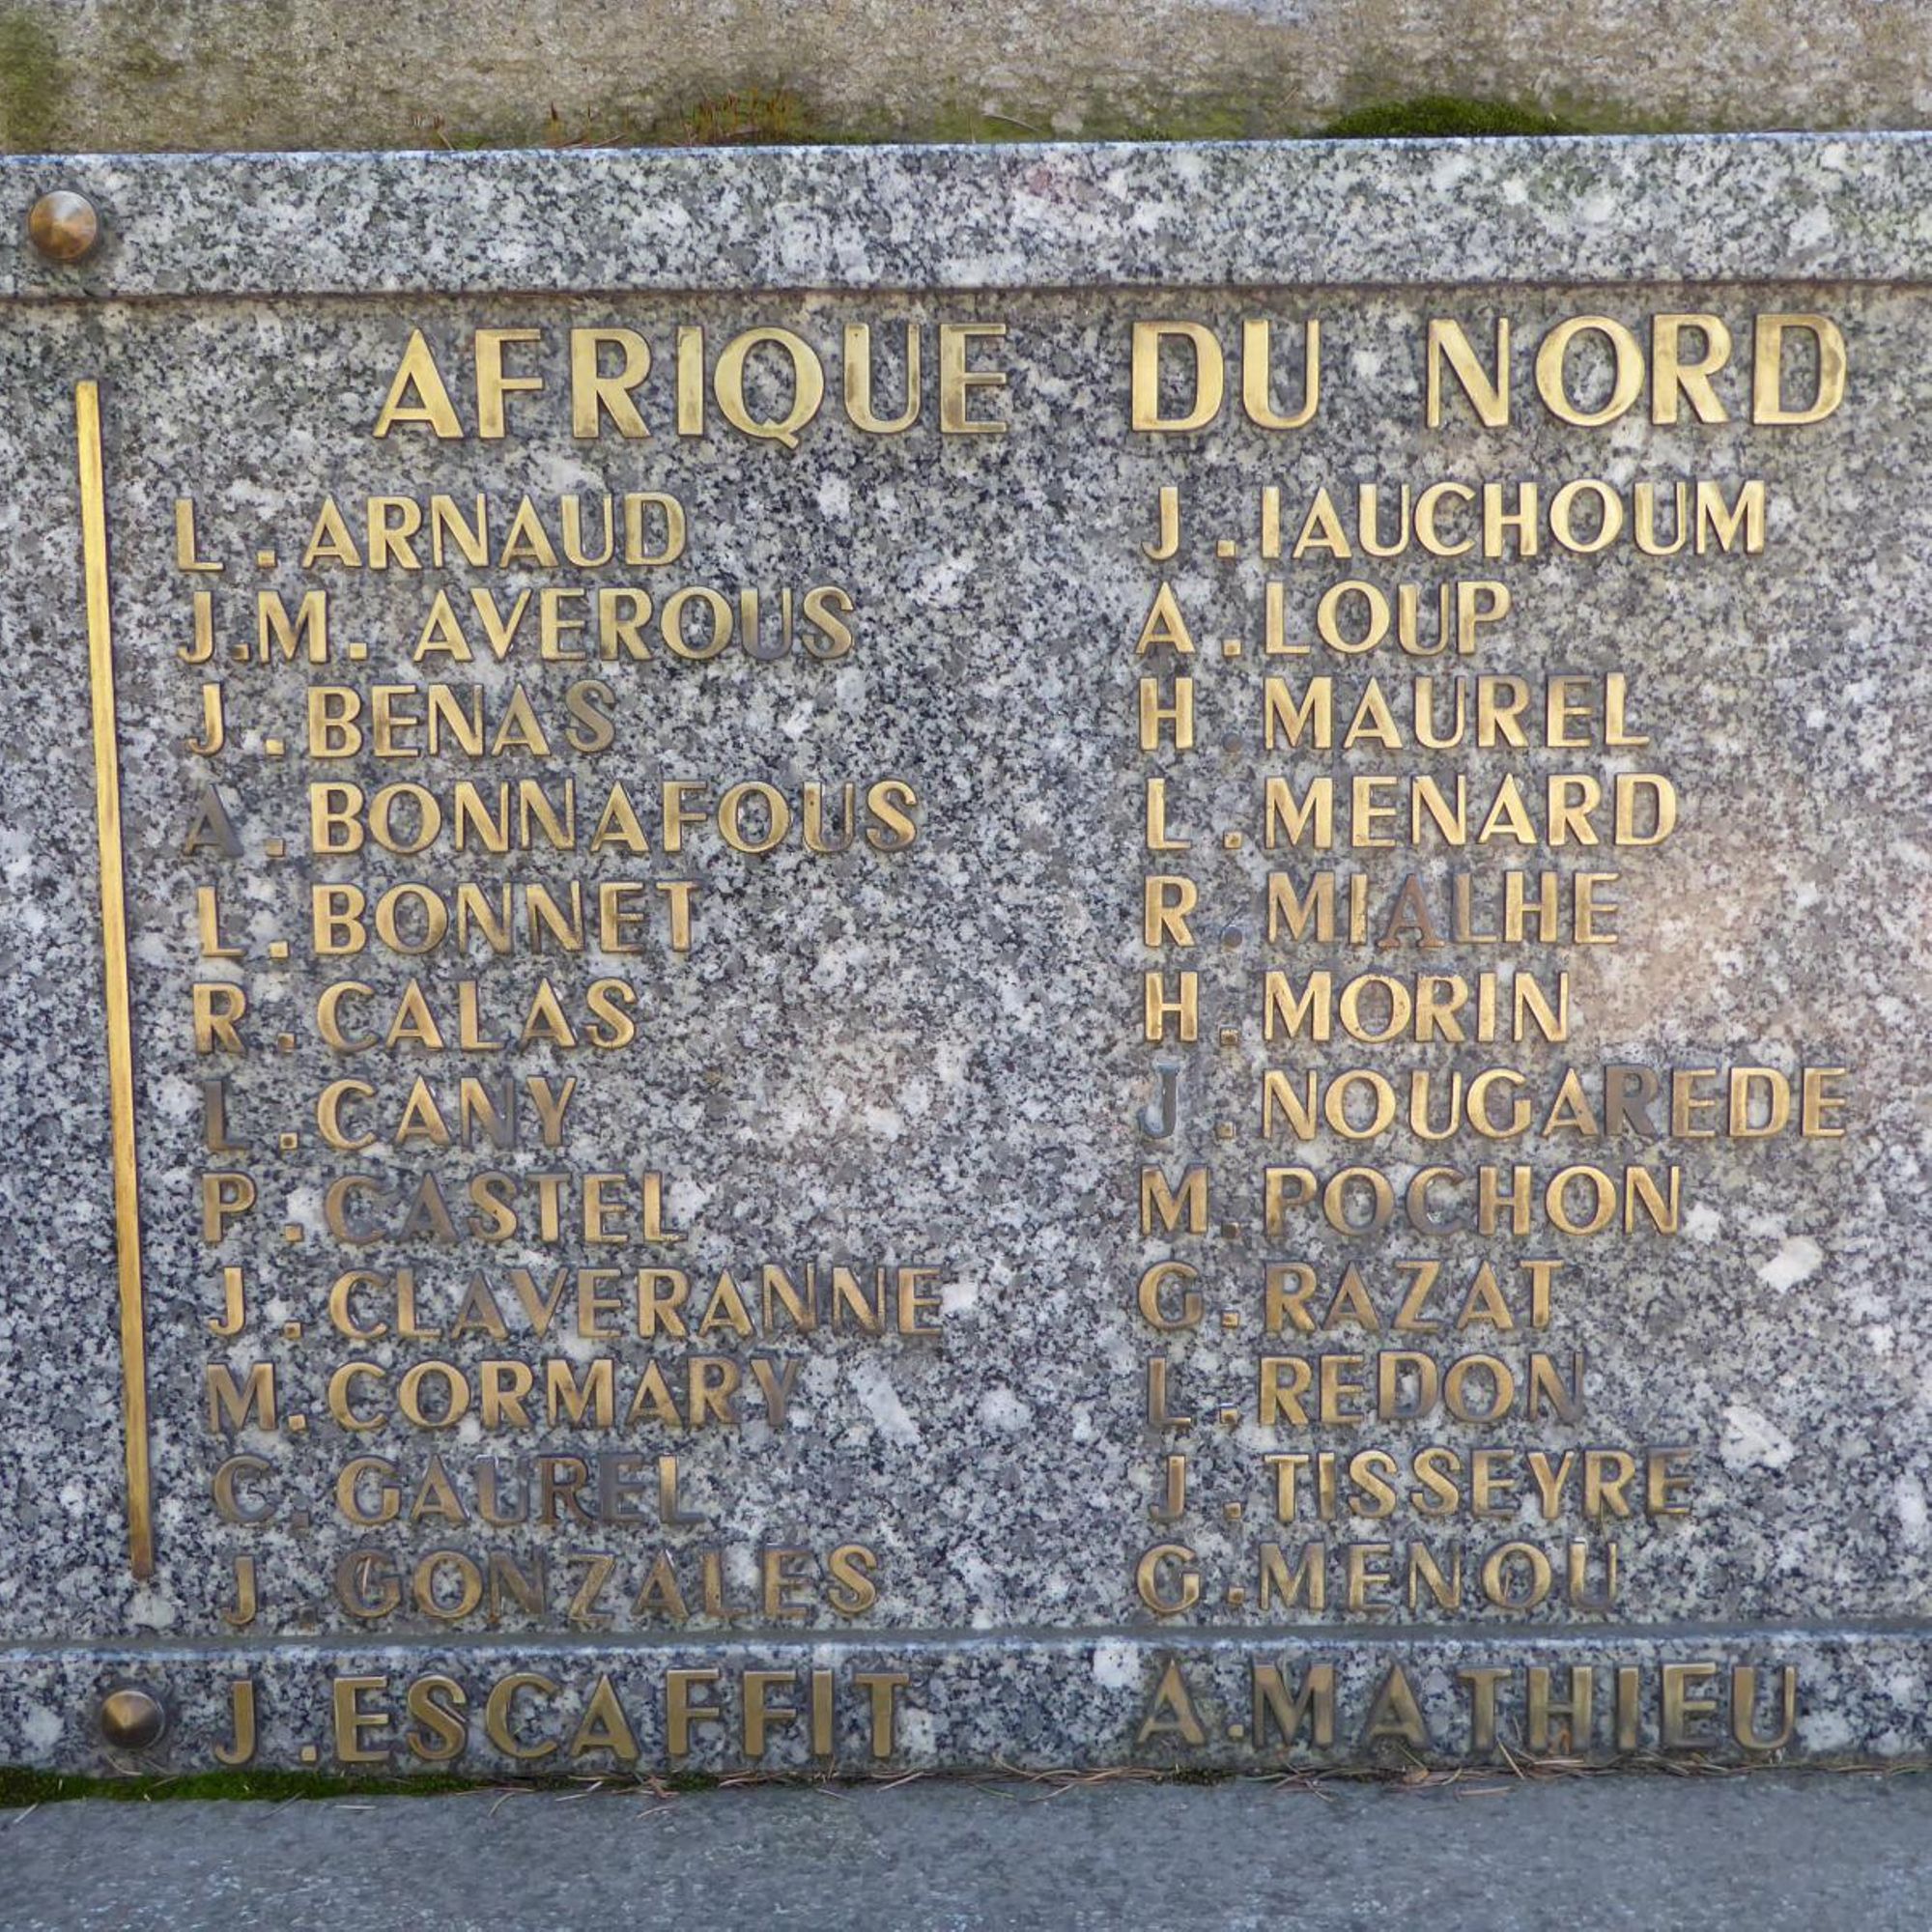 AFRIQUE DU NORD
L. ARNAUD
J.M. AVEROUS
J. BENAS
A. BONNAFOUS
L. BONNET
R. CALAS
L. CANY
P. CASTEL
J. CLAVERANNE
M. CORMARY
C. GAUREL
J. GONZALES
J. ESCAFFIT
J. IAUCHOUM
A. LOUP
H. MAUREL
L. MENARD
R. MIALHE
H. MORIN
J. NOUGAREDE
M. POCHON
G. RAZAT
L. REDON
J. TISSEYRE
G. MENOU
A. MATHIEU